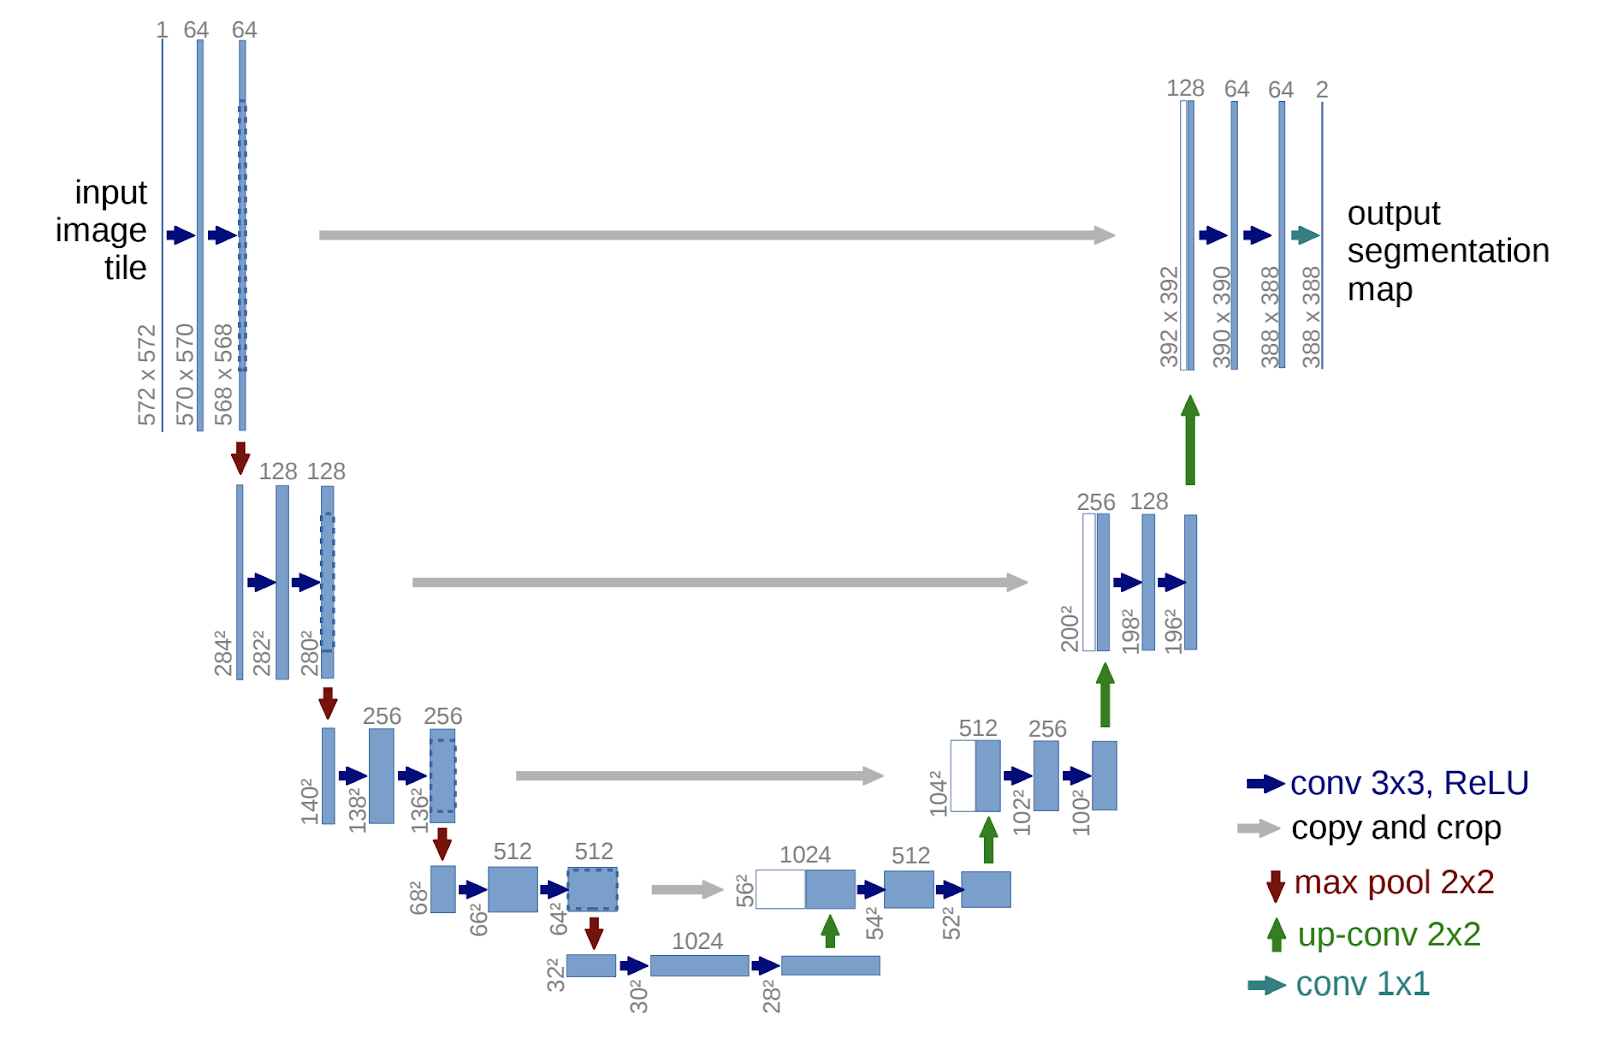 1 64 64
128 64 64 2
input
image
tile
572 x 572
570 x 570
568 x 568
output
segmentation
map
392 x 392
390 x 390
388 x 388
388 x 388
128 128
256 128
284²
282²
280²
200²
198²
196²
256 256
512 256
140²
138²
136²
104²
102²
100²
512 512
1024 512
68²
66²
64²
56²
54²
52²
1024
32²
30²
28²
conv 3x3, ReLU
copy and crop
max pool 2x2
up-conv 2x2
conv 1x1